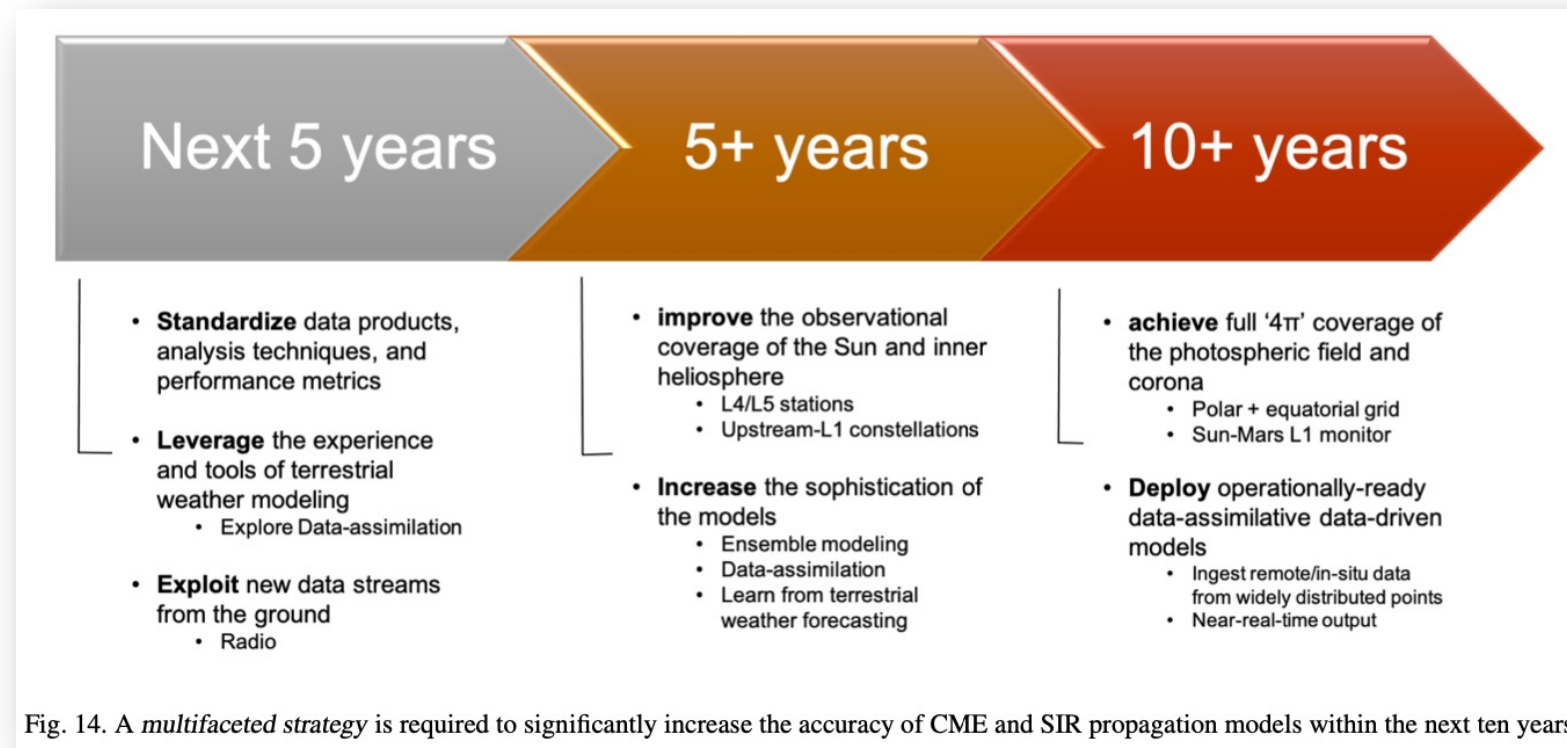 Next 5 years
5+ years
10+ years
• Standardize data products,
analysis techniques, and
performance metrics
• Leverage the experience
and tools of terrestrial
weather modeling
• Explore Data-assimilation
• Exploit new data streams
from the ground
• Radio
• improve the observational
coverage of the Sun and inner
heliosphere
• L4/L5 stations
• Upstream-L1 constellations
• Increase the sophistication of
the models
• Ensemble modeling
• Data-assimilation
• Learn from terrestrial
weather forecasting
• achieve full ‘4π’ coverage of
the photospheric field and
corona
• Polar + equatorial grid
• Sun-Mars L1 monitor
• Deploy operationally-ready
data-assimilative data-driven
models
• Ingest remote/in-situ data
from widely distributed points
• Near-real-time output
Fig. 14. A multifaceted strategy is required to significantly increase the accuracy of CME and SIR propagation models within the next ten years